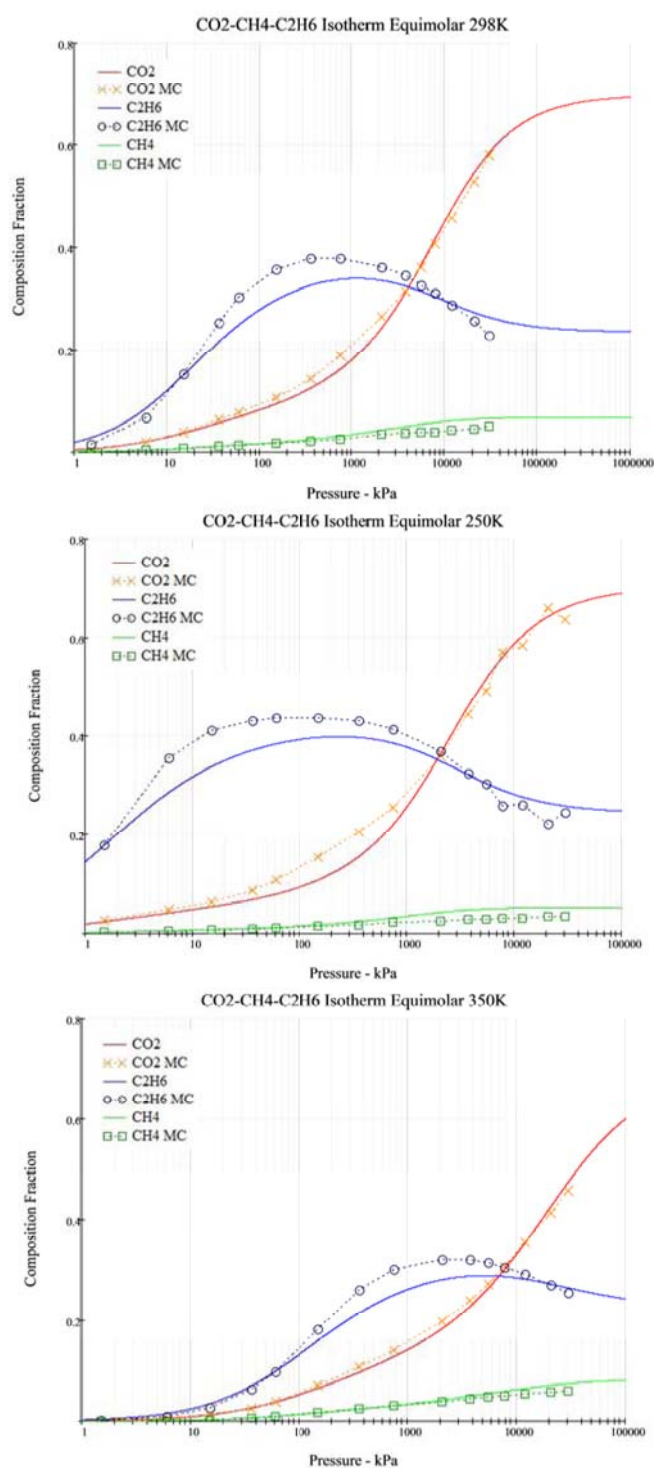 CO2-CH4-C2H6 Isotherm Equimolar 298K
0.8
CO2
CO2 MC
C2H6
C2H6 MC
CH4
CH4 MC
0.6
0.4
0.2
Composition Fraction
1 10 100 1000 10000 100000 1000000
Pressure - kPa
CO2-CH4-C2H6 Isotherm Equimolar 250K
0.8
CO2
CO2 MC
C2H6
C2H6 MC
CH4
CH4 MC
0.6
0.4
0.2
Composition Fraction
1 10 100 1000 10000 100000
Pressure - kPa
CO2-CH4-C2H6 Isotherm Equimolar 350K
0.8
CO2
CO2 MC
C2H6
C2H6 MC
CH4
CH4 MC
0.6
0.4
0.2
Composition Fraction
1 10 100 1000 10000 100000
Pressure - kPa